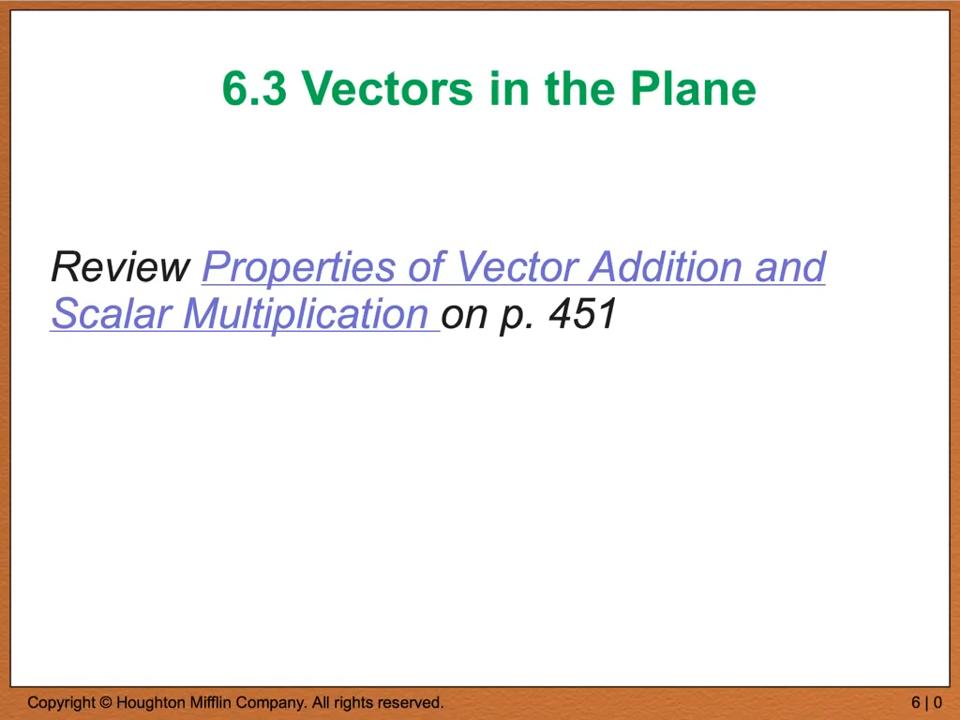 6.3 Vectors in the Plane
Review Properties of Vector Addition and
Scalar Multiplication on p. 451
Copyright © Houghton Mifflin Company. All rights reserved.
6 | 0